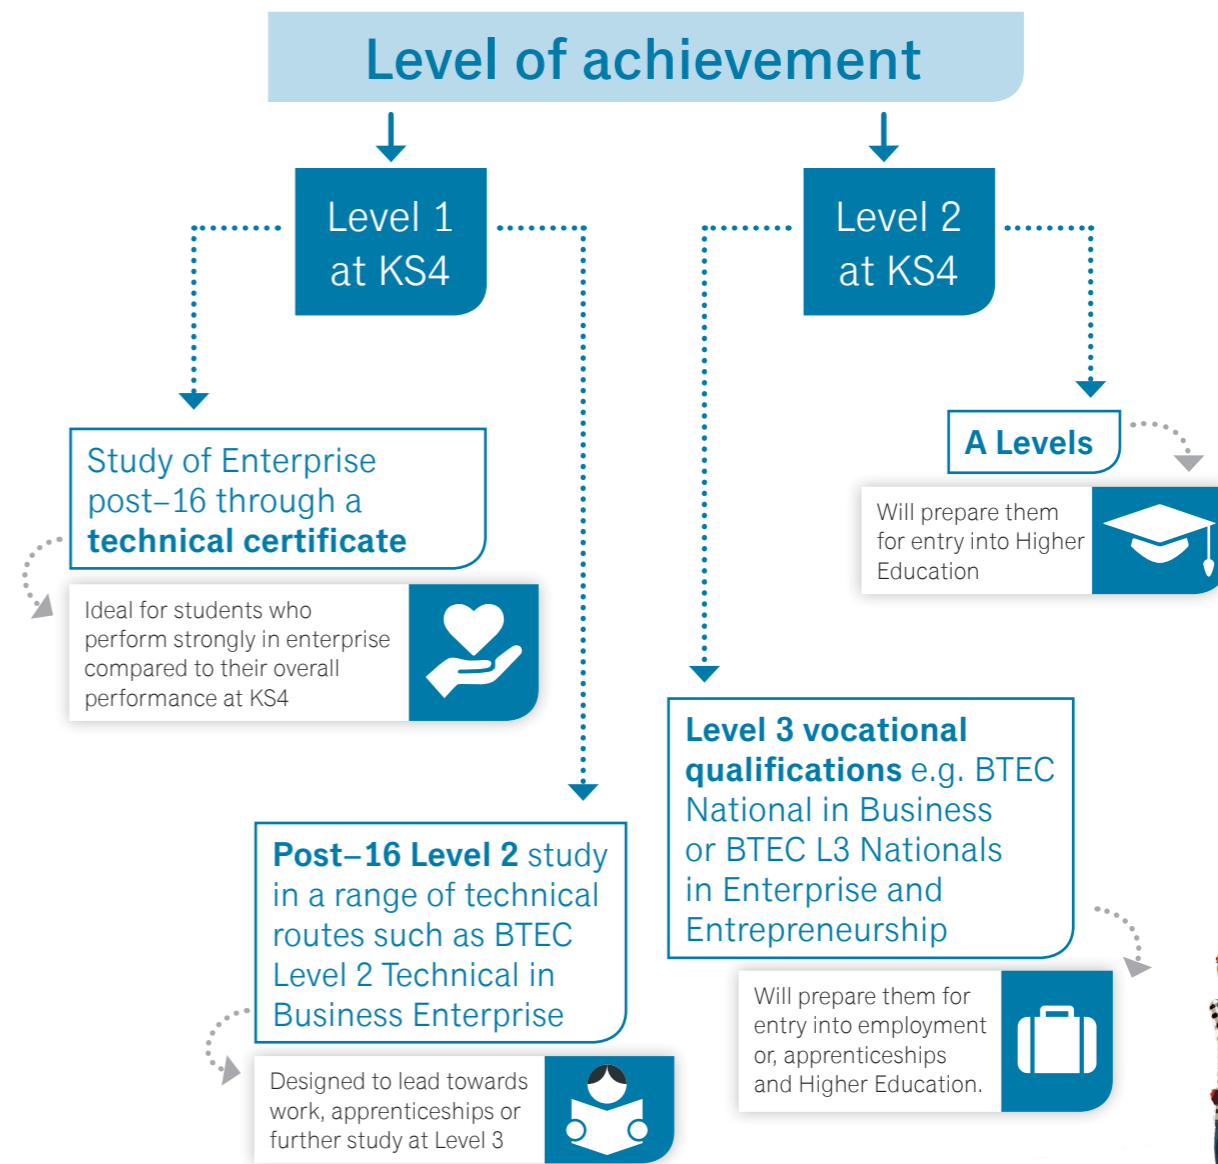 Level of achievement
Level 1
at KS4
Level 2
at KS4
Study of Enterprise
post–16 through a
technical certificate
Ideal for students who
perform strongly in enterprise
compared to their overall
performance at KS4
Post–16 Level 2 study
in a range of technical
routes such as BTEC
Level 2 Technical in
Business Enterprise
Designed to lead towards
work, apprenticeships or
further study at Level 3
A Levels
Will prepare them
for entry into Higher
Education
Level 3 vocational
qualifications e.g. BTEC
National in Business
or BTEC L3 Nationals
in Enterprise and
Entrepreneurship
Will prepare them for
entry into employment
or, apprenticeships
and Higher Education.